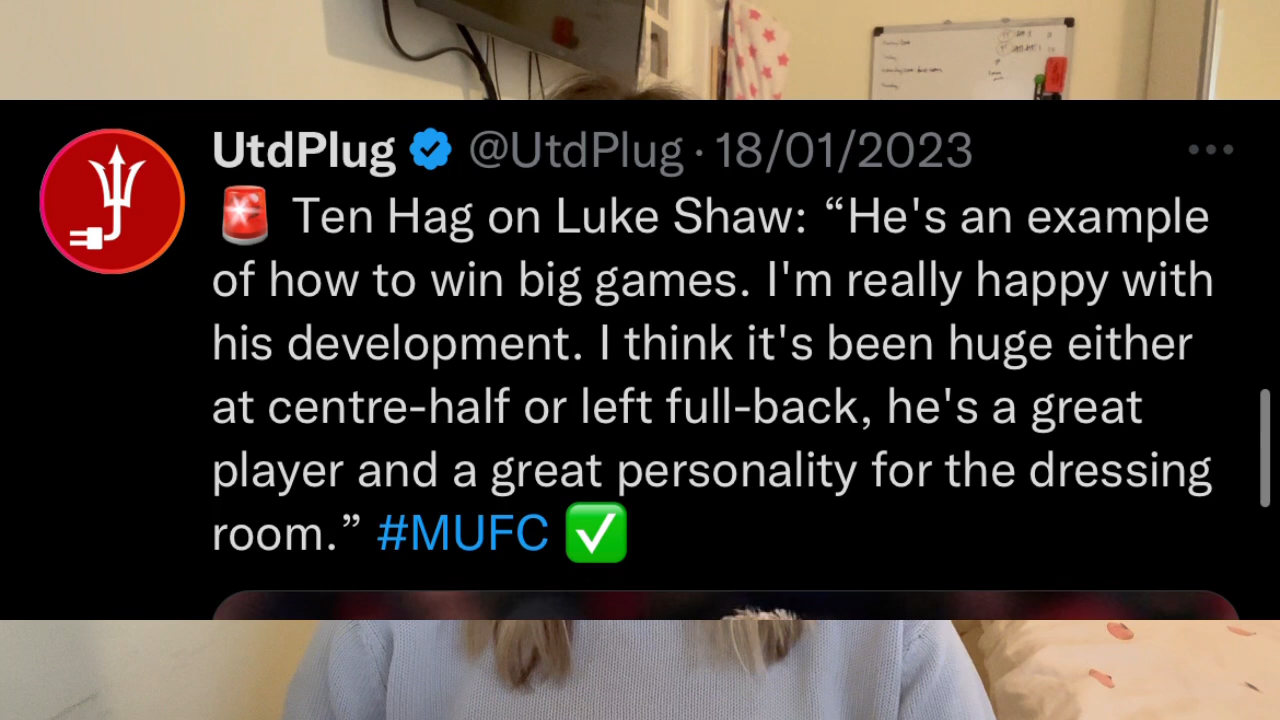 UtdPlug @UtdPlug · 18/01/2023
🚨 Ten Hag on Luke Shaw: “He's an example
of how to win big games. I'm really happy with
his development. I think it's been huge either
at centre-half or left full-back, he's a great
player and a great personality for the dressing
room.” #MUFC ✅